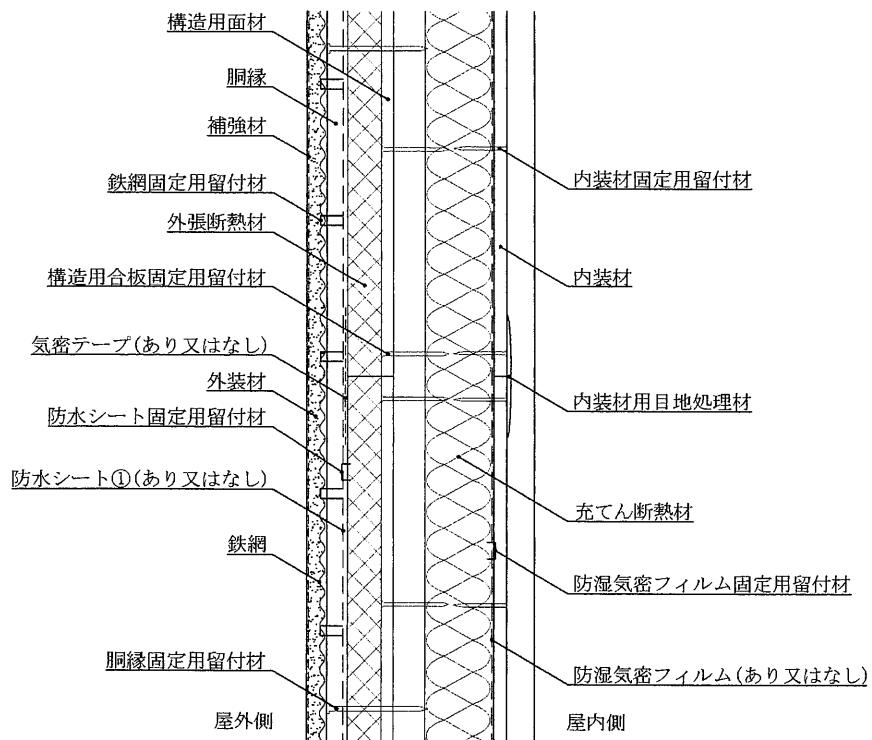 構造用面材
胴縁
補強材
鉄網固定用留付材
外張断熱材
構造用合板固定用留付材
気密テープ(あり又はなし)
外装材
防水シート固定用留付材
防水シート①(あり又はなし)
鉄網
胴縁固定用留付材
屋外側
内装材固定用留付材
内装材
内装材用目地処理材
充てん断熱材
防湿気密フィルム固定用留付材
防湿気密フィルム(あり又はなし)
屋内側